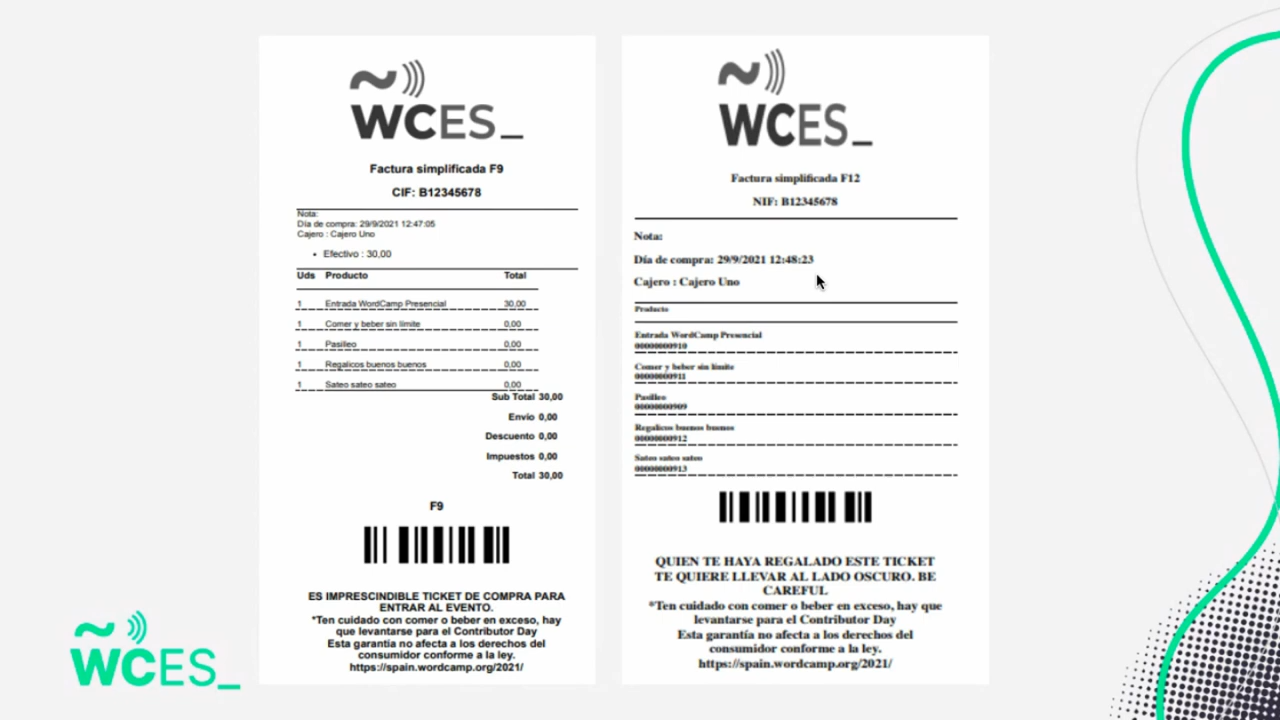 WCES_
Factura simplificada F9
CIF: B12345678
Nota:
Día de compra: 29/9/2021 12:47:05
Cajero : Cajero Uno
• Efectivo : 30,00
Uds Producto Total
1 Entrada WordCamp Presencial 30,00
1 Comer y beber sin límite 0,00
1 Pasilleo 0,00
1 Regalicos buenos buenos 0,00
1 Sateo sateo sateo 0,00
Sub Total 30,00
Envío 0,00
Descuento 0,00
Impuestos 0,00
Total 30,00
F9
ES IMPRESCINDIBLE TICKET DE COMPRA PARA
ENTRAR AL EVENTO.
*Ten cuidado con comer o beber en exceso, hay
que levantarse para el Contributor Day
Esta garantía no afecta a los derechos del
consumidor conforme a la ley.
https://spain.wordcamp.org/2021/
WCES_
Factura simplificada F12
NIF: B12345678
Nota:
Día de compra: 29/9/2021 12:48:23
Cajero : Cajero Uno
Producto
Entrada WordCamp Presencial
00000000910
Comer y beber sin límite
00000000911
Pasilleo
00000000909
Regalicos buenos buenos
00000000912
Sateo sateo sateo
00000000913
QUIEN TE HAYA REGALADO ESTE TICKET
TE QUIERE LLEVAR AL LADO OSCURO. BE
CAREFUL
*Ten cuidado con comer o beber en exceso, hay que
levantarse para el Contributor Day
Esta garantía no afecta a los derechos del
consumidor conforme a la ley.
https://spain.wordcamp.org/2021/
WCES_